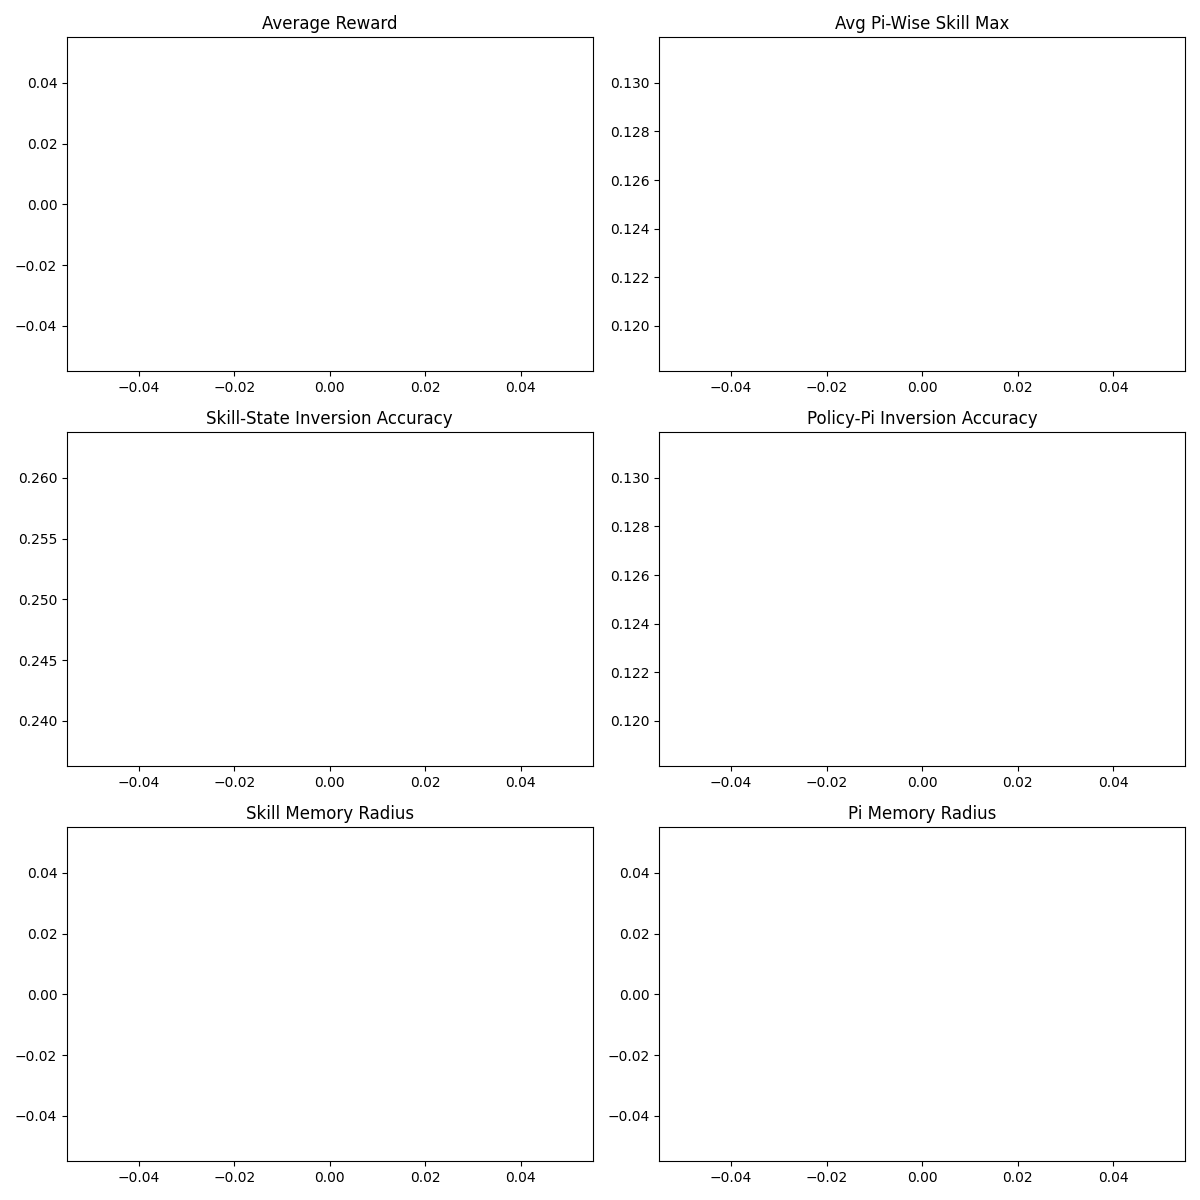 Average Reward
0.04
0.02
0.00
−0.02
−0.04
−0.04 −0.02 0.00 0.02 0.04
Avg Pi-Wise Skill Max
0.130
0.128
0.126
0.124
0.122
0.120
−0.04 −0.02 0.00 0.02 0.04
Skill-State Inversion Accuracy
0.260
0.255
0.250
0.245
0.240
−0.04 −0.02 0.00 0.02 0.04
Policy-Pi Inversion Accuracy
0.130
0.128
0.126
0.124
0.122
0.120
−0.04 −0.02 0.00 0.02 0.04
Skill Memory Radius
0.04
0.02
0.00
−0.02
−0.04
−0.04 −0.02 0.00 0.02 0.04
Pi Memory Radius
0.04
0.02
0.00
−0.02
−0.04
−0.04 −0.02 0.00 0.02 0.04